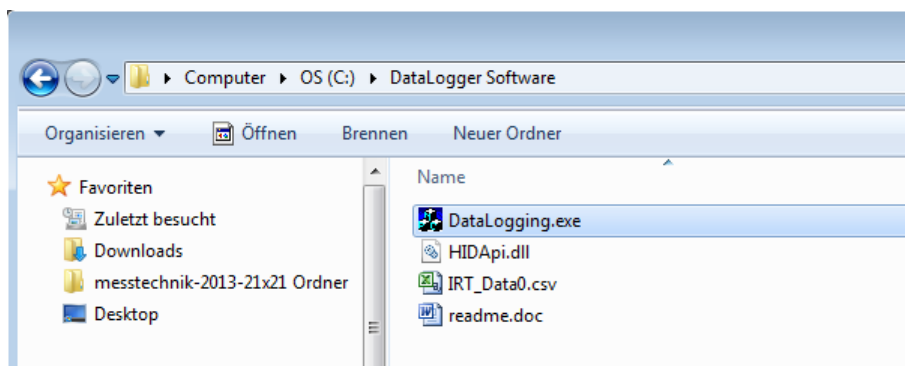 Computer ▸ OS (C:) ▸ DataLogger Software
Organisieren Öffnen Brennen Neuer Ordner
Favoriten
Zuletzt besucht
Downloads
messtechnik-2013-21x21 Ordner
Desktop
Name
DataLogging.exe
HIDApi.dll
IRT_Data0.csv
readme.doc